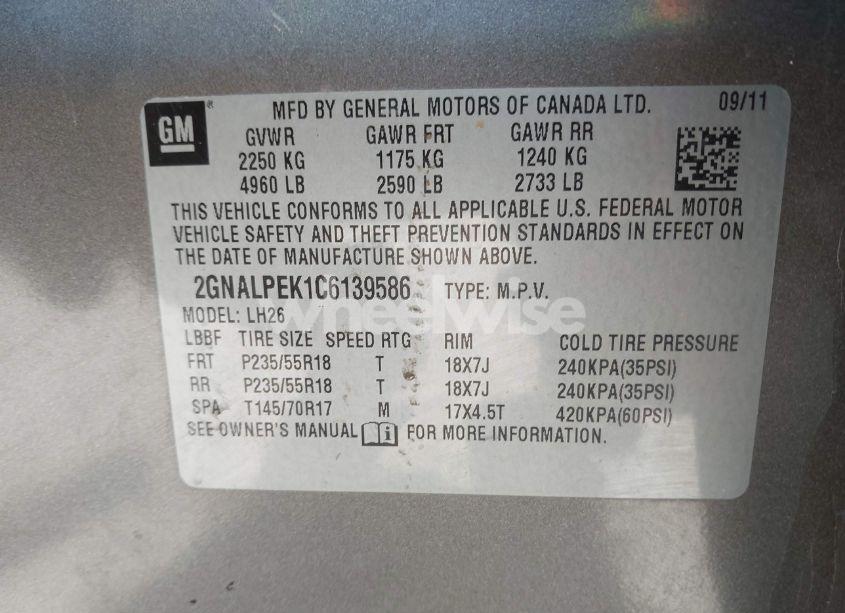 GM ® MFD BY GENERAL MOTORS OF CANADA LTD. 09/11
GVWR GAWR FRT GAWR RR
2250 KG 1175 KG 1240 KG
4960 LB 2590 LB 2733 LB
THIS VEHICLE CONFORMS TO ALL APPLICABLE U.S. FEDERAL MOTOR
VEHICLE SAFETY AND THEFT PREVENTION STANDARDS IN EFFECT ON
THE DATE OF MANUFACTURE SHOWN ABOVE.
2GNALPEK1C6139586 TYPE: M.P.V.
MODEL: LH26
wheelwise
LBBF TIRE SIZE SPEED RTG RIM COLD TIRE PRESSURE
FRT P235/55R18 T 18X7J 240KPA(35PSI)
RR P235/55R18 T 18X7J 240KPA(35PSI)
SPA T145/70R17 M 17X4.5T 420KPA(60PSI)
SEE OWNER'S MANUAL FOR MORE INFORMATION.